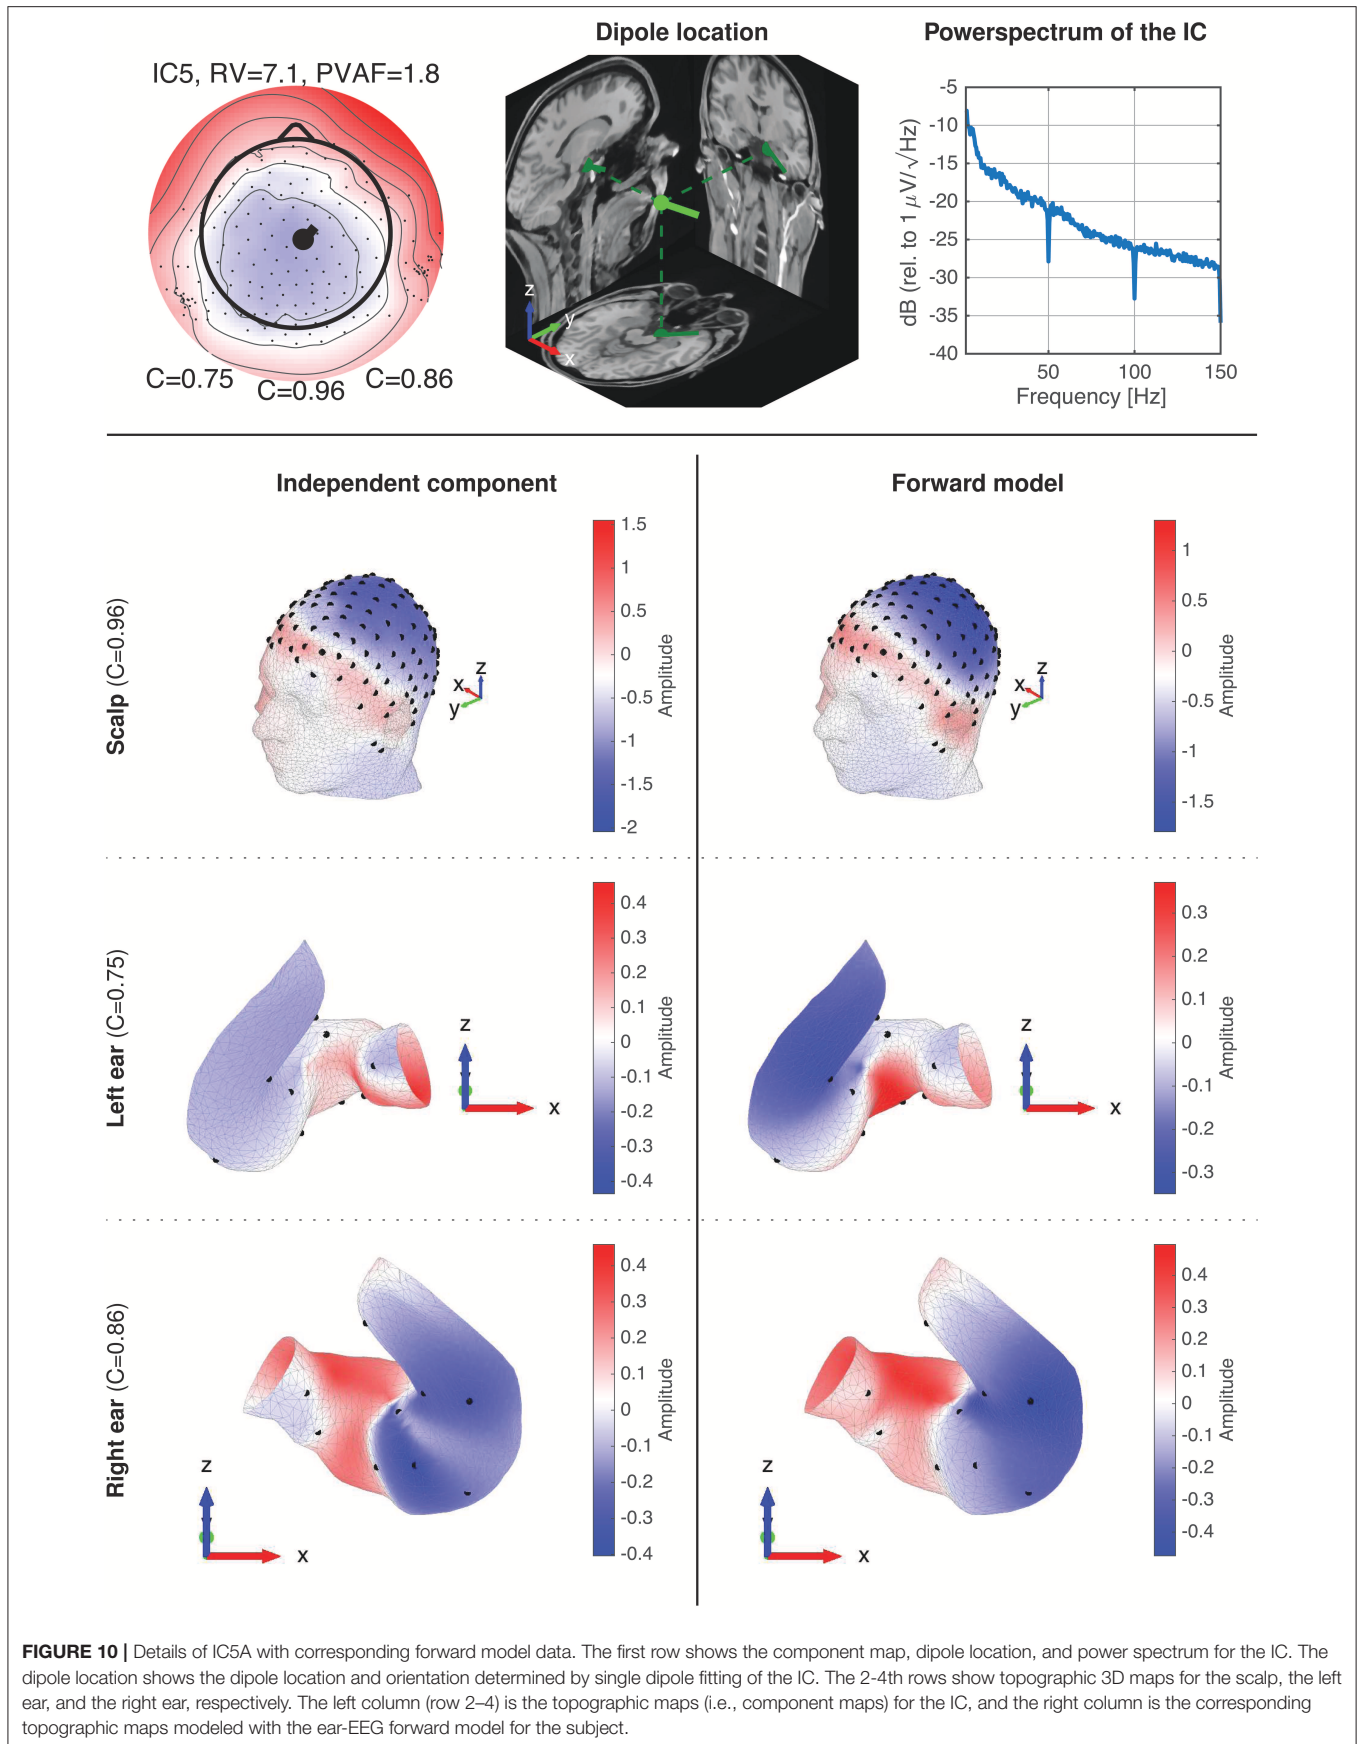 Dipole location
Powerspectrum of the IC
IC5, RV=7.1, PVAF=1.8
C=0.75
C=0.96
C=0.86
z
y
x
dB (rel. to 1 μV/√Hz)
-5
-10
-15
-20
-25
-30
-35
-40
50
100
150
Frequency [Hz]
Independent component
Forward model
Scalp (C=0.96)
z
x
y
1.5
1
0.5
0
-0.5
-1
-1.5
-2
Amplitude
z
x
y
1
0.5
0
-0.5
-1
-1.5
Amplitude
Left ear (C=0.75)
z
x
0.4
0.3
0.2
0.1
0
-0.1
-0.2
-0.3
-0.4
Amplitude
z
x
0.3
0.2
0.1
0
-0.1
-0.2
-0.3
Amplitude
Right ear (C=0.86)
z
x
0.4
0.3
0.2
0.1
0
-0.1
-0.2
-0.3
-0.4
Amplitude
z
x
0.4
0.3
0.2
0.1
0
-0.1
-0.2
-0.3
-0.4
Amplitude
FIGURE 10 | Details of IC5A with corresponding forward model data. The first row shows the component map, dipole location, and power spectrum for the IC. The
dipole location shows the dipole location and orientation determined by single dipole fitting of the IC. The 2-4th rows show topographic 3D maps for the scalp, the left
ear, and the right ear, respectively. The left column (row 2–4) is the topographic maps (i.e., component maps) for the IC, and the right column is the corresponding
topographic maps modeled with the ear-EEG forward model for the subject.